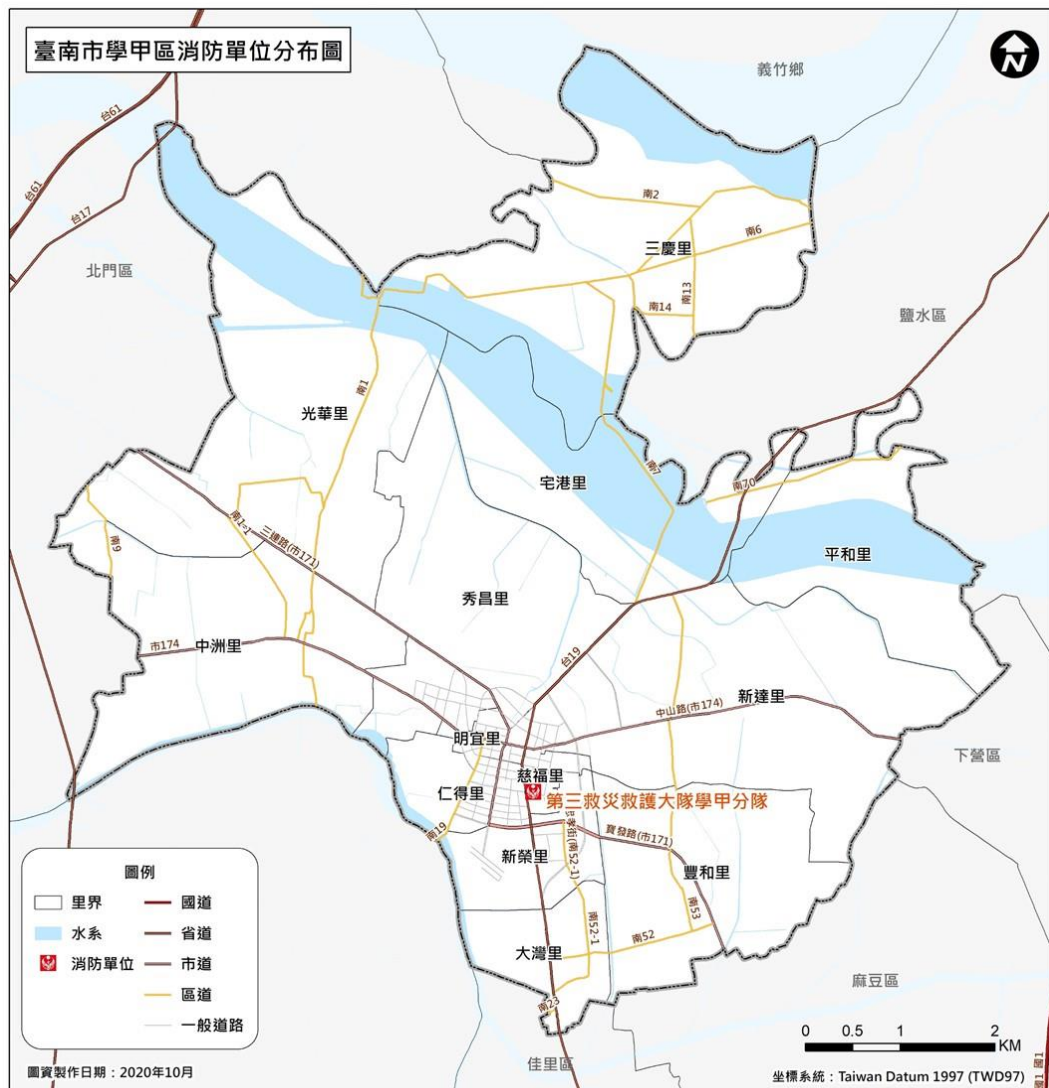 臺南市學甲區消防單位分布圖
N
義竹鄉
台61
台61
台17
北門區
南2
南6
三慶里
南13
南14
鹽水區
南1
光華里
宅港里
南7
南70
平和里
南1-1
三連路(市171)
南9
秀昌里
市174
中洲里
台19
新達里
中山路(市174)
明宜里
下營區
慈福里
仁得里
第三救災救護大隊學甲分隊
南19
孝街(南52-1)
寶發路(市171)
新榮里
豐和里
南53
南52-1
南52
大灣里
南23
麻豆區
佳里區
國1
圖例
里界
國道
水系
省道
消防單位
市道
區道
一般道路
0 0.5 1 2
KM
圖資製作日期：2020年10月
坐標系統：Taiwan Datum 1997 (TWD97)